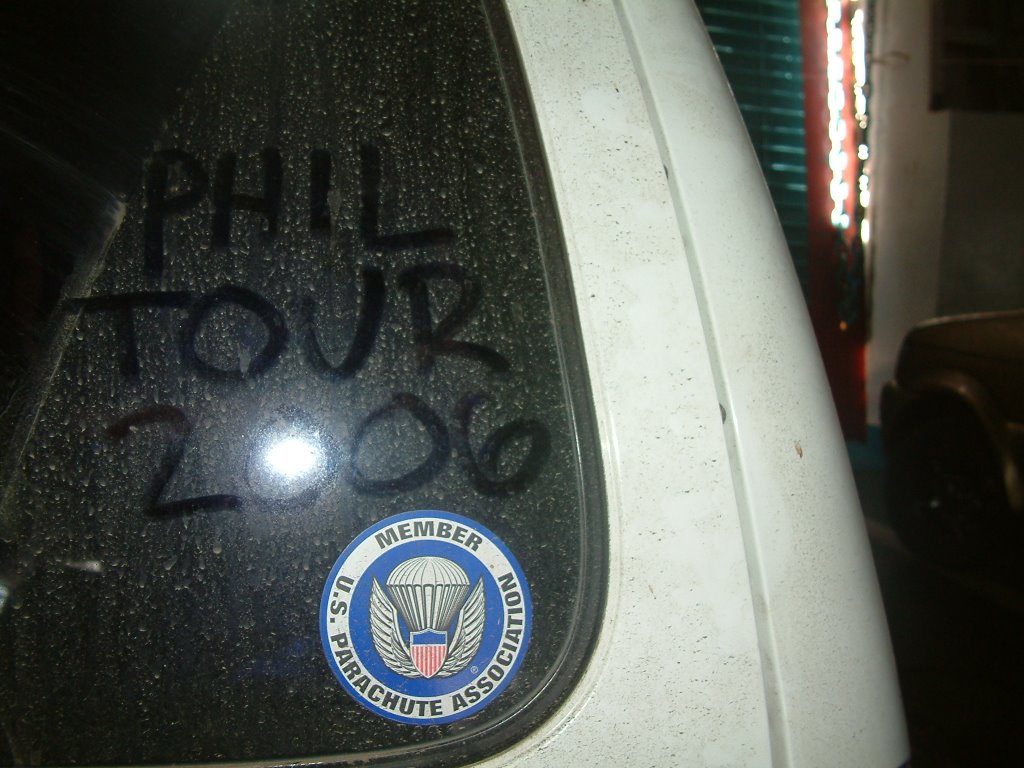 PHIL
TOUR
2006
MEMBER
U.S. PARACHUTE ASSOCIATION
®